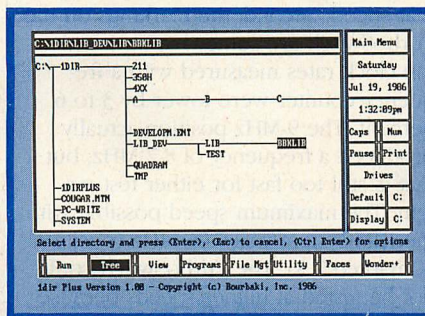 C:\1DIR\LIB_DEV\LIB\BBKLIB
Main Menu
Saturday
Jul 19, 1986
1:32:09pm
Caps Num
Pause Print
Drives
Default C:
Display C:
C:\ 1DIR 211
350H
4XX
A B C
DEVELOPM.ENT
LIB_DEV LIB BBKLIB
TEST
QUADRAM
TMP
1DIRPLUS
COUGAR.MTN
PC-WRITE
SYSTEM
Select directory and press (Enter), (Esc) to cancel, (Ctrl Enter) for options
Run Tree View Programs File Mgt Utility Faces Wonder+
1dir Plus Version 1.00 - Copyright (c) Bourbaki, Inc. 1986